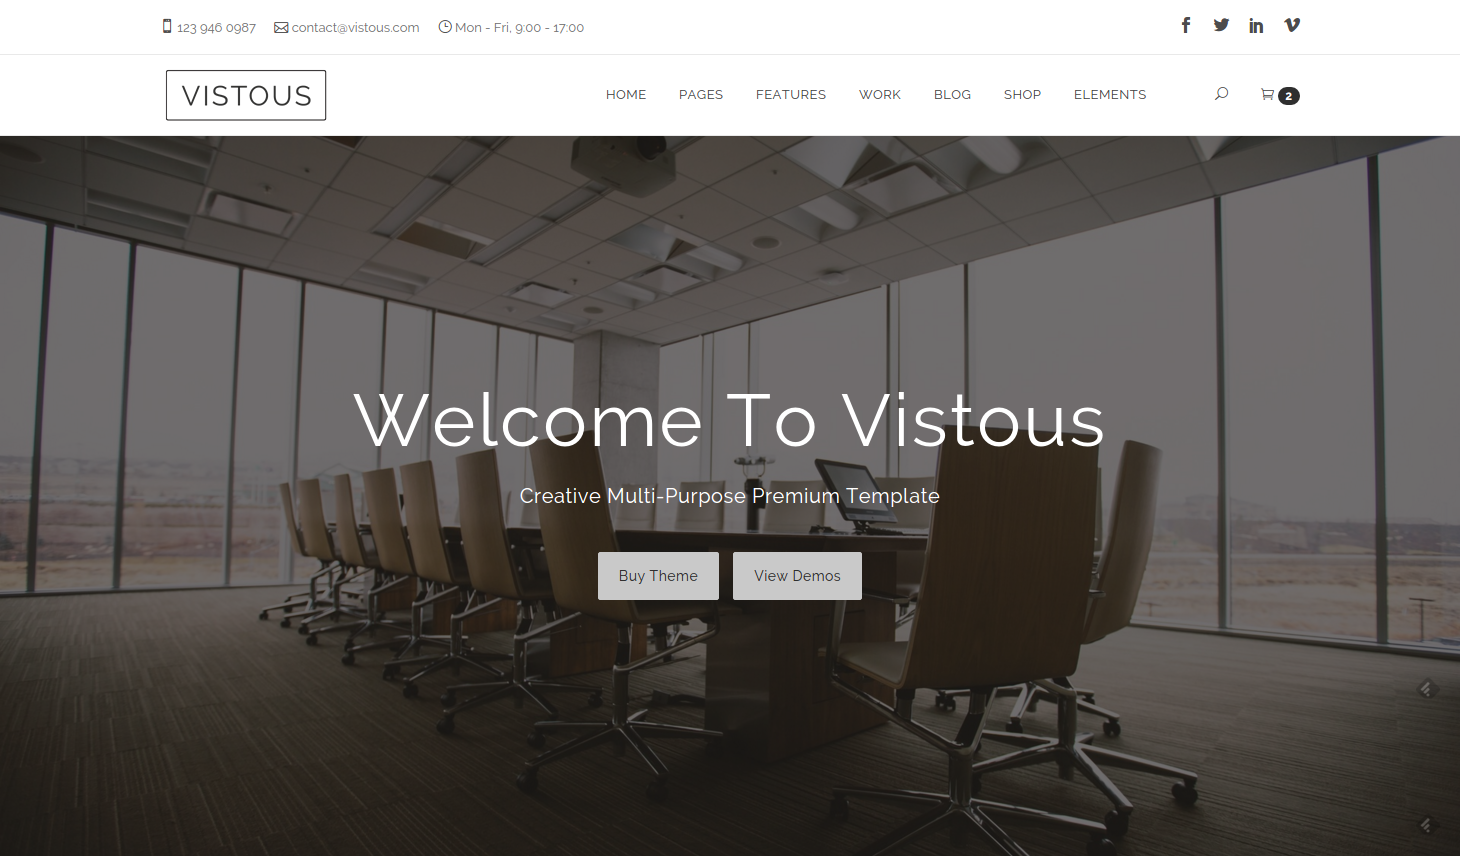 123 946 0987 contact@vistous.com Mon - Fri, 9:00 - 17:00
VISTOUS HOME PAGES FEATURES WORK BLOG SHOP ELEMENTS 2
Welcome To Vistous
Creative Multi-Purpose Premium Template
Buy Theme View Demos